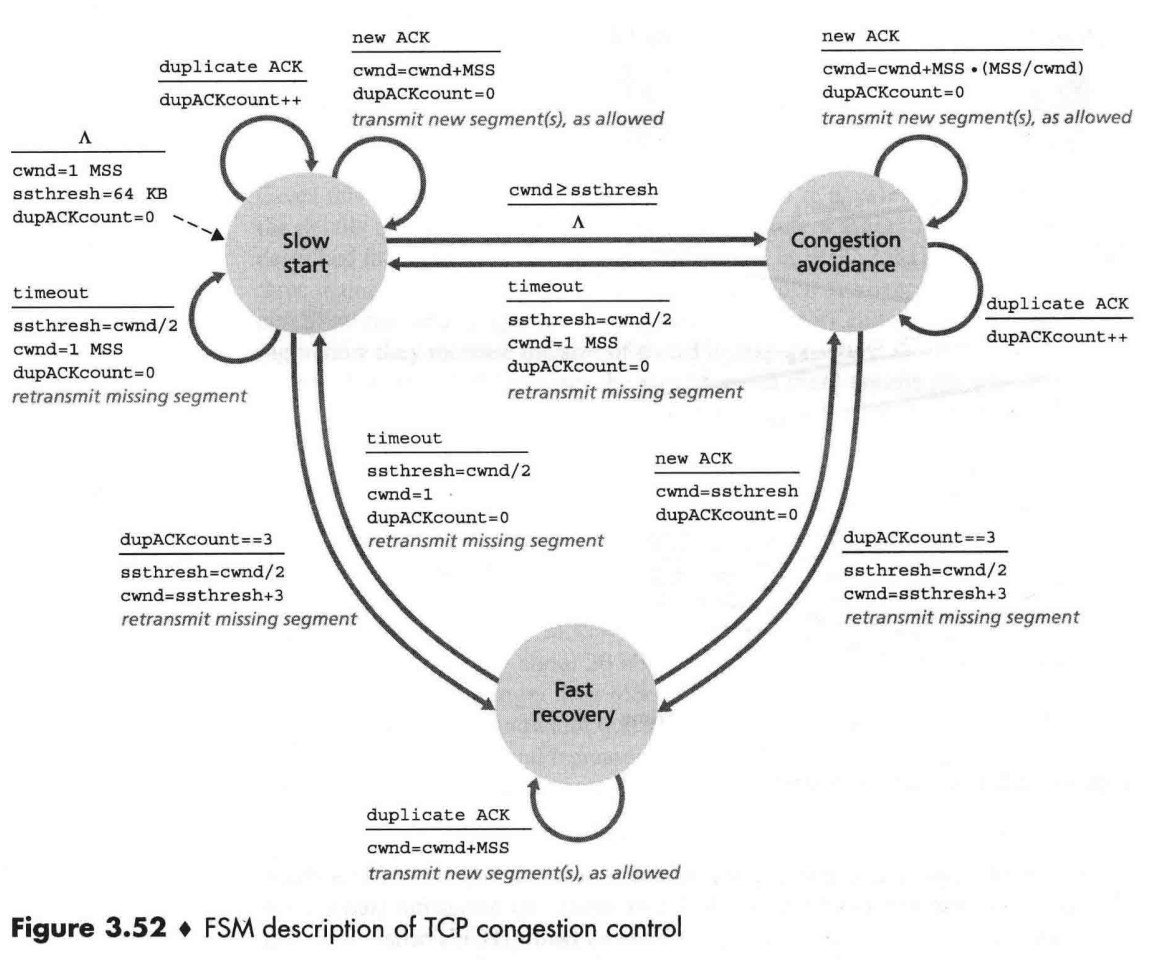 new ACK
cwnd=cwnd+MSS
dupACKcount=0
transmit new segment(s), as allowed
duplicate ACK
dupACKcount++
Λ
cwnd=1 MSS
ssthresh=64 KB
dupACKcount=0
new ACK
cwnd=cwnd+MSS •(MSS/cwnd)
dupACKcount=0
transmit new segment(s), as allowed
cwnd≥ssthresh
Λ
Slow
start
Congestion
avoidance
timeout
ssthresh=cwnd/2
cwnd=1 MSS
dupACKcount=0
retransmit missing segment
timeout
ssthresh=cwnd/2
cwnd=1 MSS
dupACKcount=0
retransmit missing segment
duplicate ACK
dupACKcount++
timeout
ssthresh=cwnd/2
cwnd=1
dupACKcount=0
retransmit missing segment
new ACK
cwnd=ssthresh
dupACKcount=0
dupACKcount==3
ssthresh=cwnd/2
cwnd=ssthresh+3
retransmit missing segment
dupACKcount==3
ssthresh=cwnd/2
cwnd=ssthresh+3
retransmit missing segment
Fast
recovery
duplicate ACK
cwnd=cwnd+MSS
transmit new segment(s), as allowed
Figure 3.52 ♦ FSM description of TCP congestion control